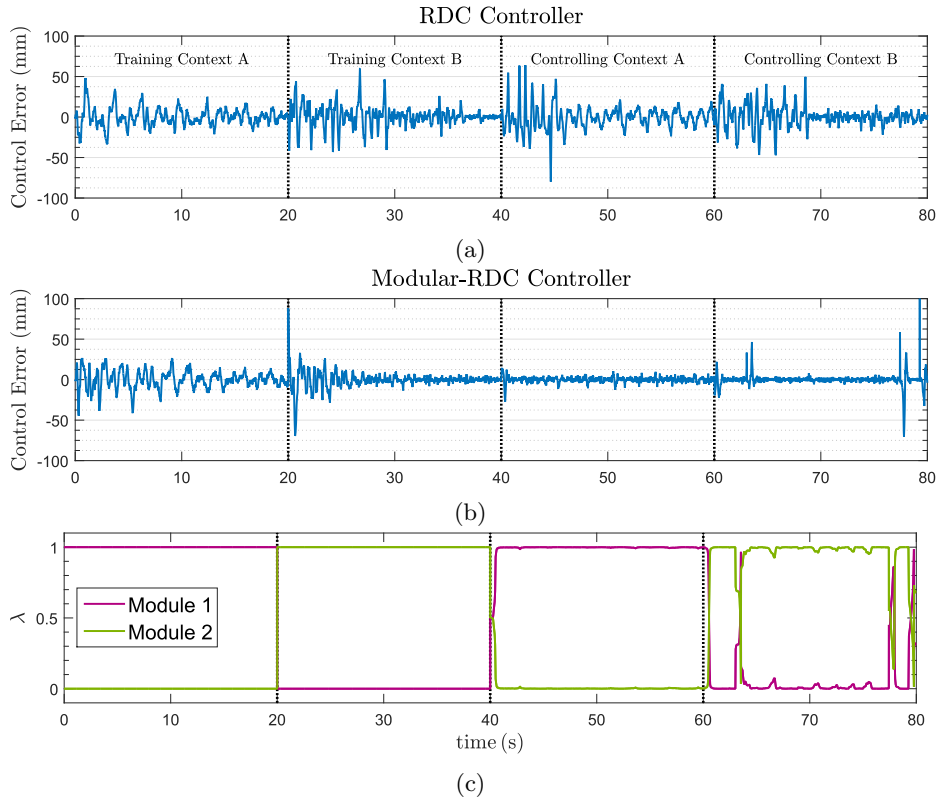 RDC Controller
Control Error (mm)
100
50
0
-50
-100
Training Context A
Training Context B
Controlling Context A
Controlling Context B
0 10 20 30 40 50 60 70 80
(a)
Modular-RDC Controller
Control Error (mm)
100
50
0
-50
-100
0 10 20 30 40 50 60 70 80
(b)
λ
1
0.5
0
Module 1
Module 2
0 10 20 30 40 50 60 70 80
time (s)
(c)